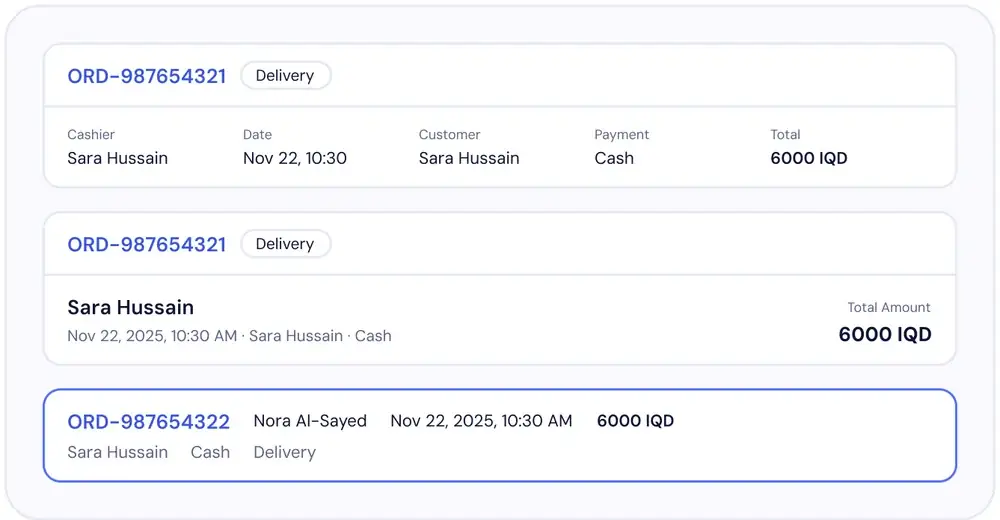 ORD-987654321 Delivery
Cashier Date Customer Payment Total
Sara Hussain Nov 22, 10:30 Sara Hussain Cash 6000 IQD
ORD-987654321 Delivery
Sara Hussain Total Amount
Nov 22, 2025, 10:30 AM · Sara Hussain · Cash 6000 IQD
ORD-987654322 Nora Al-Sayed Nov 22, 2025, 10:30 AM 6000 IQD
Sara Hussain Cash Delivery